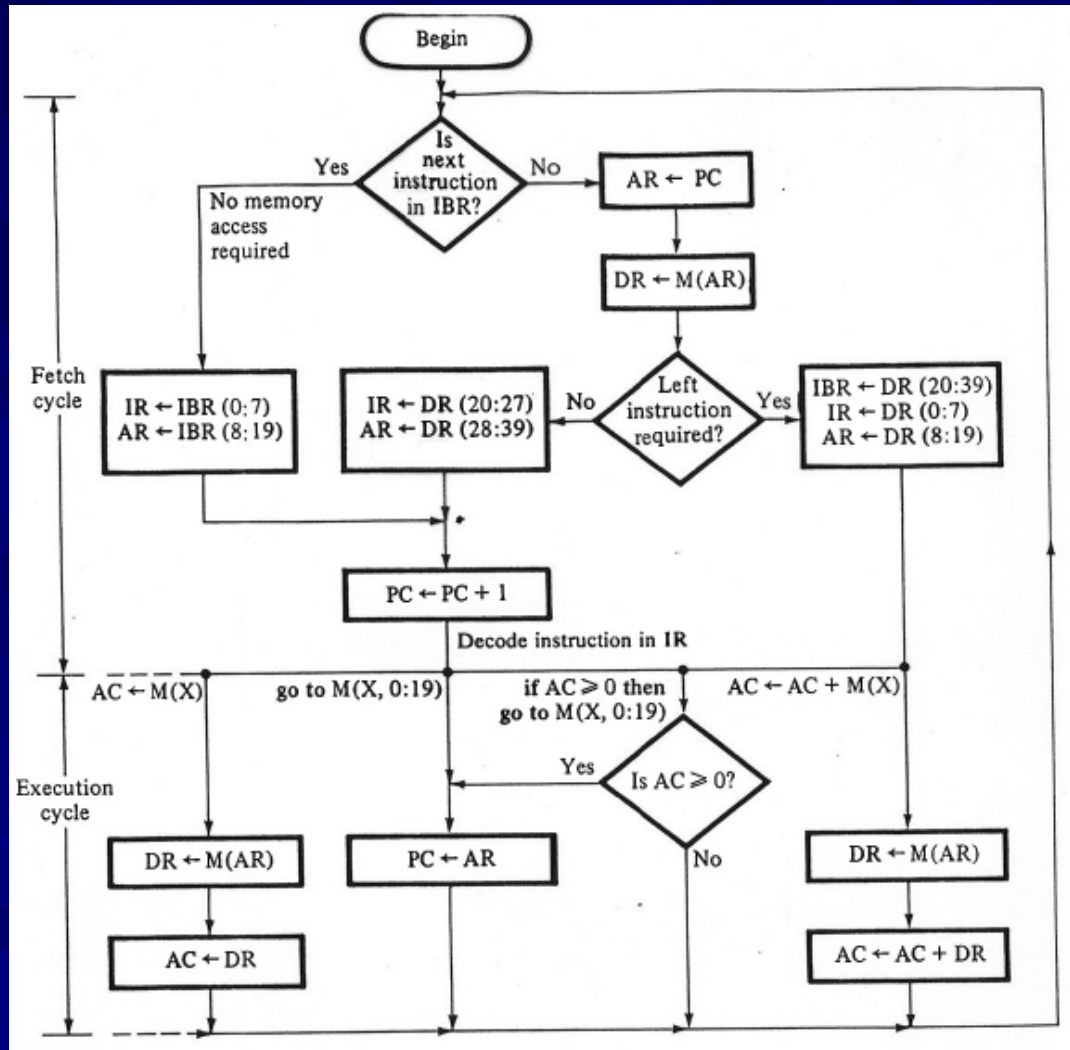 Begin
Is
next
instruction
in IBR?
Yes
No
No memory
access
required
AR ← PC
DR ← M(AR)
Fetch
cycle
IR ← IBR (0:7)
AR ← IBR (8:19)
IR ← DR (20:27)
AR ← DR (28:39)
No
Left
instruction
required?
Yes
IBR ← DR (20:39)
IR ← DR (0:7)
AR ← DR (8:19)
PC ← PC + 1
Decode instruction in IR
AC ← M(X)
go to M(X, 0:19)
if AC ⩾ 0 then
go to M(X, 0:19)
AC ← AC + M(X)
Execution
cycle
Yes
Is AC ⩾ 0?
No
DR ← M(AR)
AC ← DR
PC ← AR
DR ← M(AR)
AC ← AC + DR